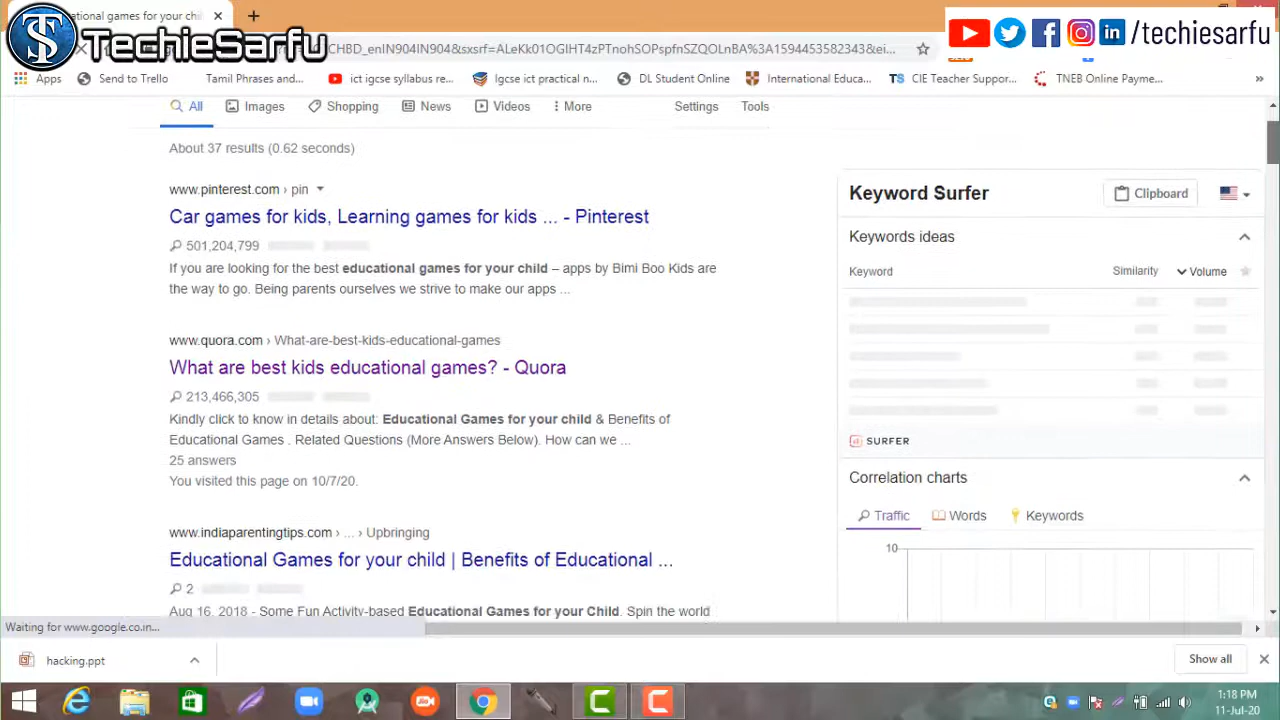 ational games for your chi
TS TechieSarfu
CHBD_enIN904IN904&sxsrf=ALeKk01OGIHT4zPTnohSOPspfnSZQOLnBA%3A1594453582343&ei...
/techiesarfu
Apps Send to Trello Tamil Phrases and... ict igcse syllabus re... Igcse ict practical n... DL Student Online International Educa... TS CIE Teacher Suppor... TNEB Online Payme... »
All Images Shopping News Videos More Settings Tools
About 37 results (0.62 seconds)
www.pinterest.com › pin
Car games for kids, Learning games for kids ... - Pinterest
501,204,799
If you are looking for the best educational games for your child – apps by Bimi Boo Kids are
the way to go. Being parents ourselves we strive to make our apps ...
www.quora.com › What-are-best-kids-educational-games
What are best kids educational games? - Quora
213,466,305
Kindly click to know in details about: Educational Games for your child & Benefits of
Educational Games . Related Questions (More Answers Below). How can we ...
25 answers
You visited this page on 10/7/20.
www.indiaparentingtips.com › ... › Upbringing
Educational Games for your child | Benefits of Educational ...
2
Aug 16, 2018 - Some Fun Activity-based Educational Games for your Child. Spin the world
Keyword Surfer Clipboard
Keywords ideas
Keyword Similarity Volume
SURFER
Correlation charts
Traffic Words Keywords
10
Waiting for www.google.co.in...
hacking.ppt Show all
1:18 PM
11-Jul-20